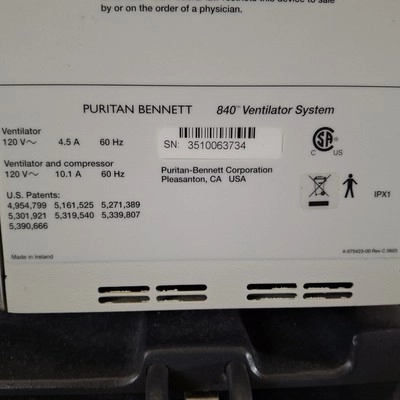 by or on the order of a physician.
PURITAN BENNETT 840™ Ventilator System
Ventilator
120 V~ 4.5 A 60 Hz
SN: 3510063734
C US
Ventilator and compressor
120 V~ 10.1 A 60 Hz
Puritan-Bennett Corporation
Pleasanton, CA USA
IPX1
U.S. Patents:
4,954,799 5,161,525 5,271,389
5,301,921 5,319,540 5,339,807
5,390,666
Made in Ireland